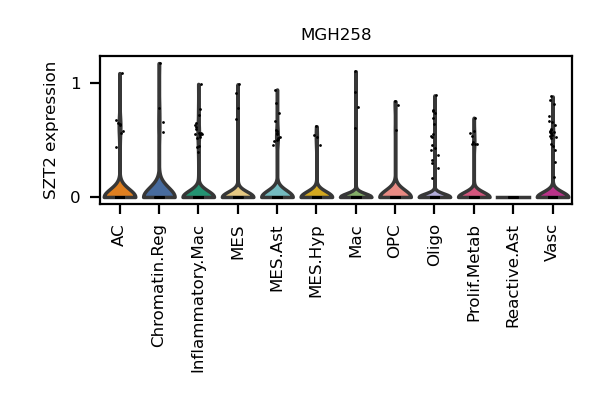 MGH258
SZT2 expression
1
0
AC
Chromatin.Reg
Inflammatory.Mac
MES
MES.Ast
MES.Hyp
Mac
OPC
Oligo
Prolif.Metab
Reactive.Ast
Vasc